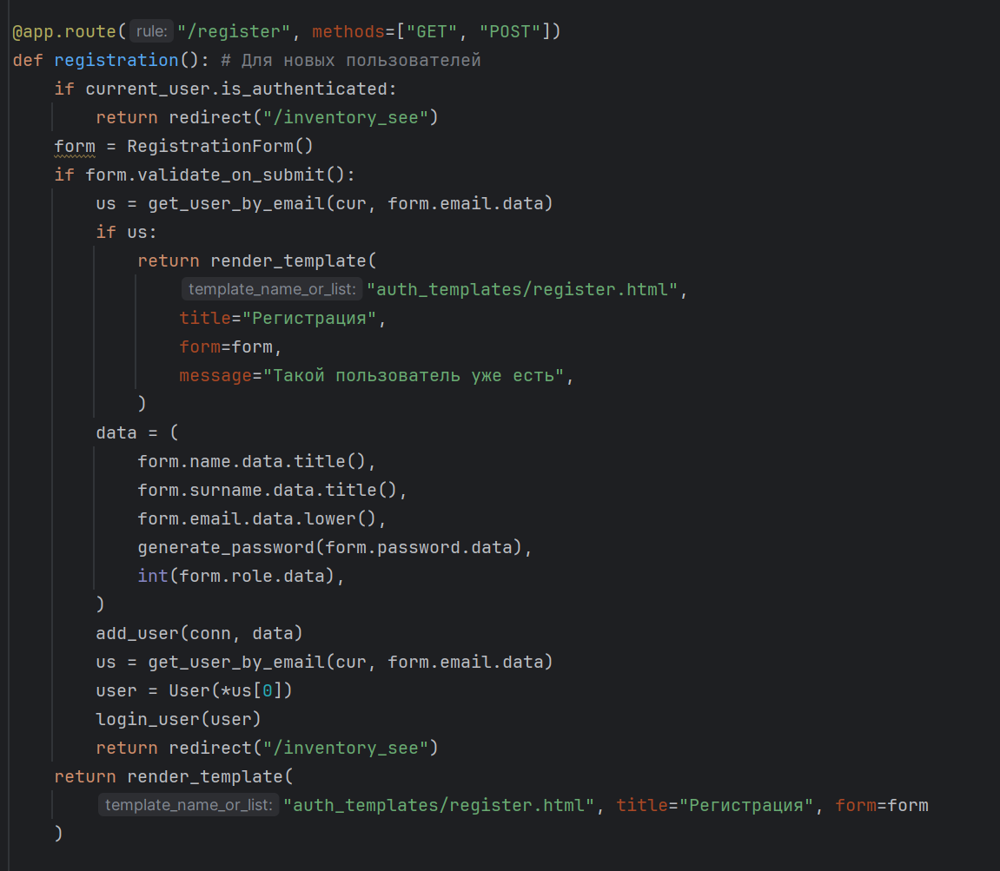 @app.route( rule: "/register", methods=["GET", "POST"])
def registration(): # Для новых пользователей
    if current_user.is_authenticated:
        return redirect("/inventory_see")
    form = RegistrationForm()
    if form.validate_on_submit():
        us = get_user_by_email(cur, form.email.data)
        if us:
            return render_template(
                template_name_or_list: "auth_templates/register.html",
                title="Регистрация",
                form=form,
                message="Такой пользователь уже есть",
            )
        data = (
            form.name.data.title(),
            form.surname.data.title(),
            form.email.data.lower(),
            generate_password(form.password.data),
            int(form.role.data),
        )
        add_user(conn, data)
        us = get_user_by_email(cur, form.email.data)
        user = User(*us[0])
        login_user(user)
        return redirect("/inventory_see")
    return render_template(
        template_name_or_list: "auth_templates/register.html", title="Регистрация", form=form
    )